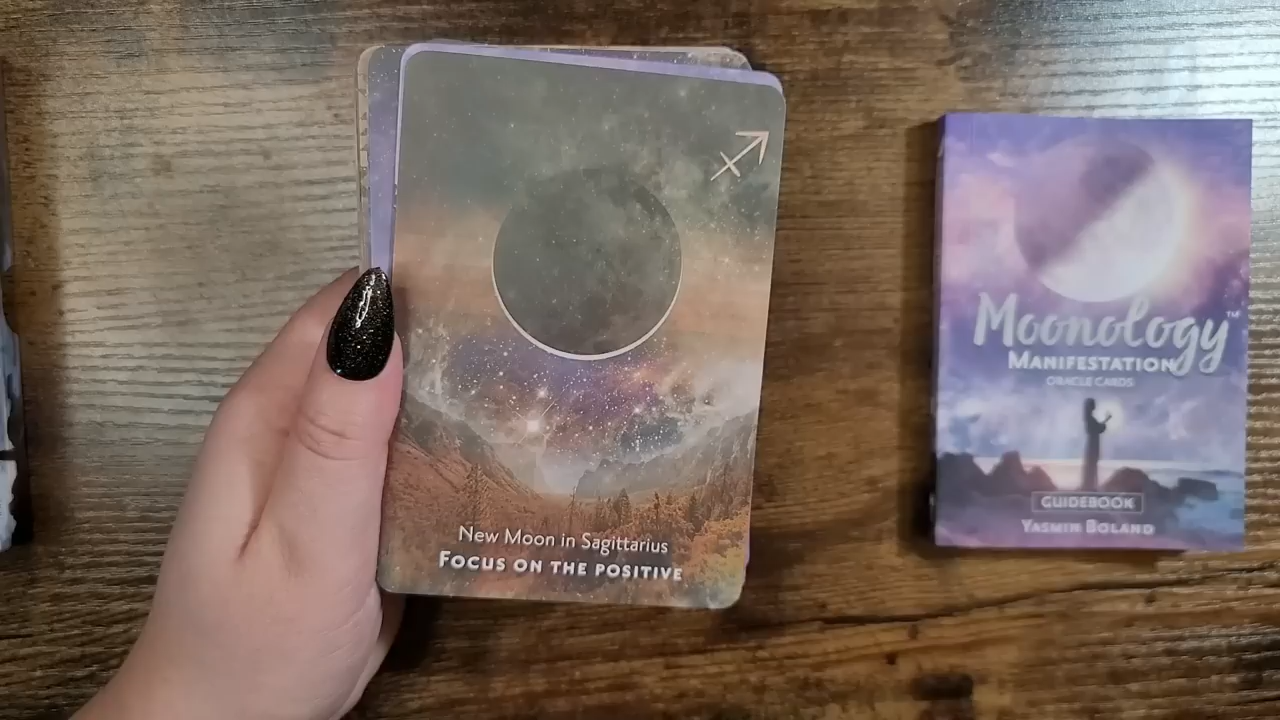 New Moon in Sagittarius
FOCUS ON THE POSITIVE
Moonology™
MANIFESTATION
ORACLE CARDS
GUIDEBOOK
YASMIN BOLAND